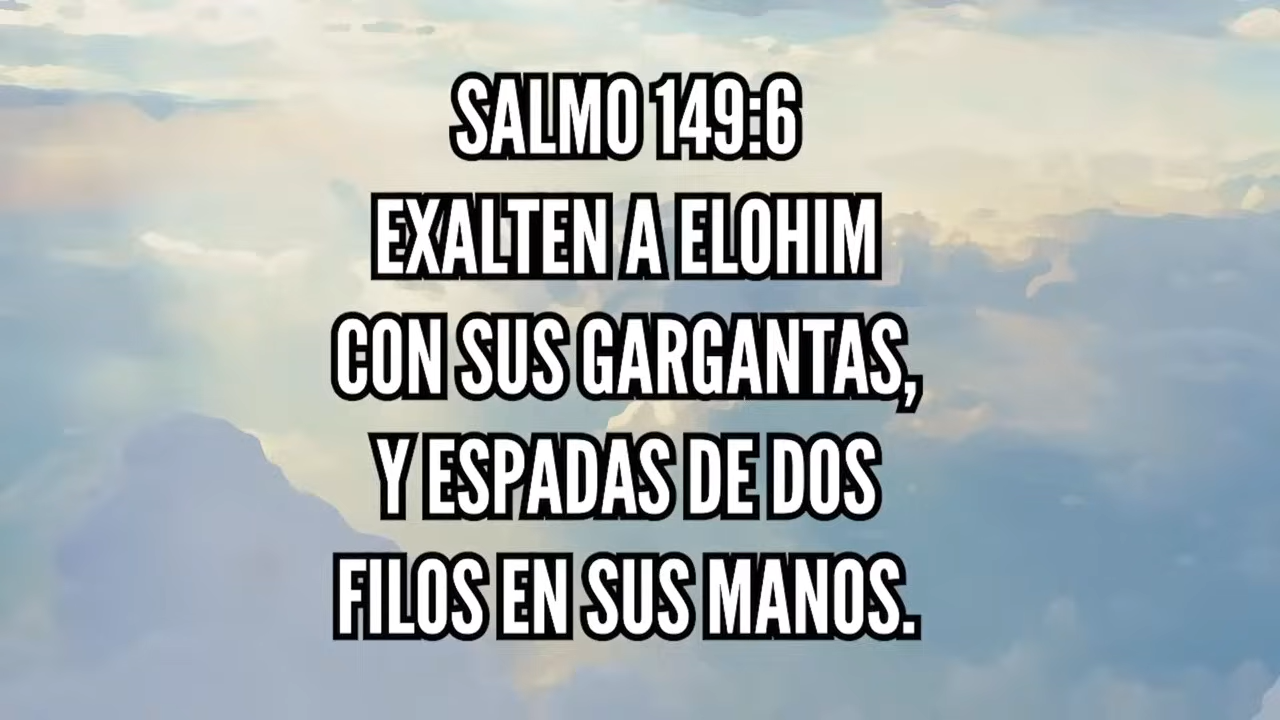 SALMO 149:6
EXALTEN A ELOHIM
CON SUS GARGANTAS,
Y ESPADAS DE DOS
FILOS EN SUS MANOS.